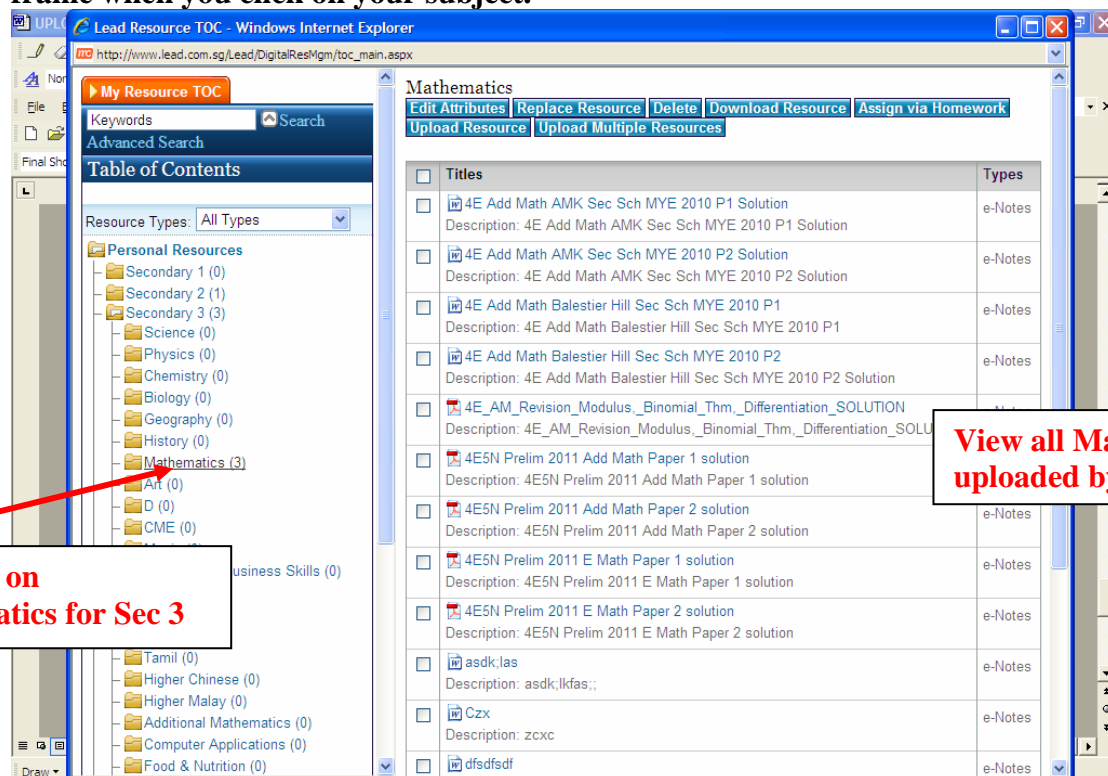 frame when you click on your subject.
Lead Resource TOC - Windows Internet Explorer
http://www.lead.com.sg/Lead/DigitalResMgm/toc_main.aspx
My Resource TOC
Keywords
Search
Advanced Search
Table of Contents
Resource Types: All Types
Personal Resources
Secondary 1 (0)
Secondary 2 (1)
Secondary 3 (3)
Science (0)
Physics (0)
Chemistry (0)
Biology (0)
Geography (0)
History (0)
Mathematics (3)
Art (0)
D (0)
CME (0)
usiness Skills (0)
on
atics for Sec 3
Tamil (0)
Higher Chinese (0)
Higher Malay (0)
Additional Mathematics (0)
Computer Applications (0)
Food & Nutrition (0)
Mathematics
Edit Attributes Replace Resource Delete Download Resource Assign via Homework
Upload Resource Upload Multiple Resources
Titles Types
4E Add Math AMK Sec Sch MYE 2010 P1 Solution e-Notes
Description: 4E Add Math AMK Sec Sch MYE 2010 P1 Solution
4E Add Math AMK Sec Sch MYE 2010 P2 Solution e-Notes
Description: 4E Add Math AMK Sec Sch MYE 2010 P2 Solution
4E Add Math Balestier Hill Sec Sch MYE 2010 P1 e-Notes
Description: 4E Add Math Balestier Hill Sec Sch MYE 2010 P1
4E Add Math Balestier Hill Sec Sch MYE 2010 P2 e-Notes
Description: 4E Add Math Balestier Hill Sec Sch MYE 2010 P2 Solution
4E_AM_Revision_Modulus,_Binomial_Thm,_Differentiation_SOLUTION
Description: 4E_AM_Revision_Modulus,_Binomial_Thm,_Differentiation_SOLU
View all Ma
uploaded by
4E5N Prelim 2011 Add Math Paper 1 solution
Description: 4E5N Prelim 2011 Add Math Paper 1 solution
4E5N Prelim 2011 Add Math Paper 2 solution e-Notes
Description: 4E5N Prelim 2011 Add Math Paper 2 solution
4E5N Prelim 2011 E Math Paper 1 solution e-Notes
Description: 4E5N Prelim 2011 E Math Paper 1 solution
4E5N Prelim 2011 E Math Paper 2 solution e-Notes
Description: 4E5N Prelim 2011 E Math Paper 2 solution
asdk;las e-Notes
Description: asdk;lkfas;;
Czx e-Notes
Description: zcxc
dfsdfsdf e-Notes
UPLO
Nor
File E
Final Sho
Draw